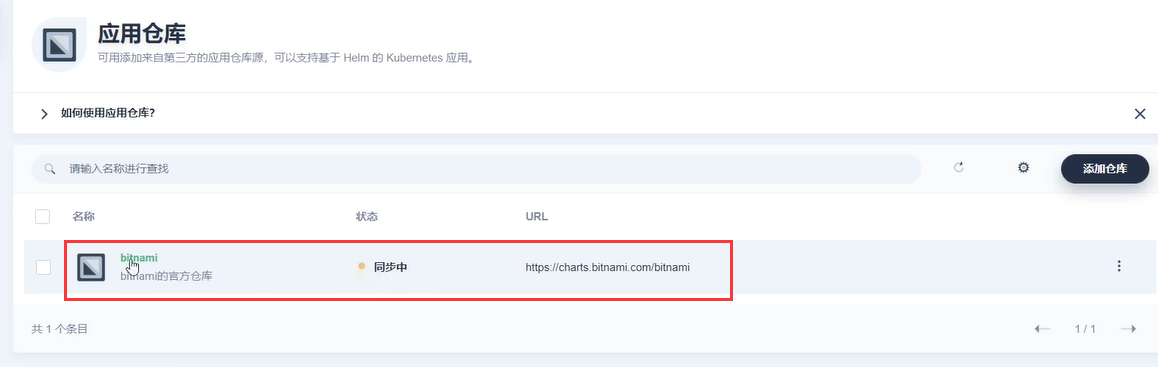 应用仓库
可用添加来自第三方的应用仓库源，可以支持基于 Helm 的 Kubernetes 应用。
如何使用应用仓库?
请输入名称进行查找
添加仓库
名称 状态 URL
bitnami
同步中 https://charts.bitnami.com/bitnami
bitnami的官方仓库
共 1 个条目
1 / 1